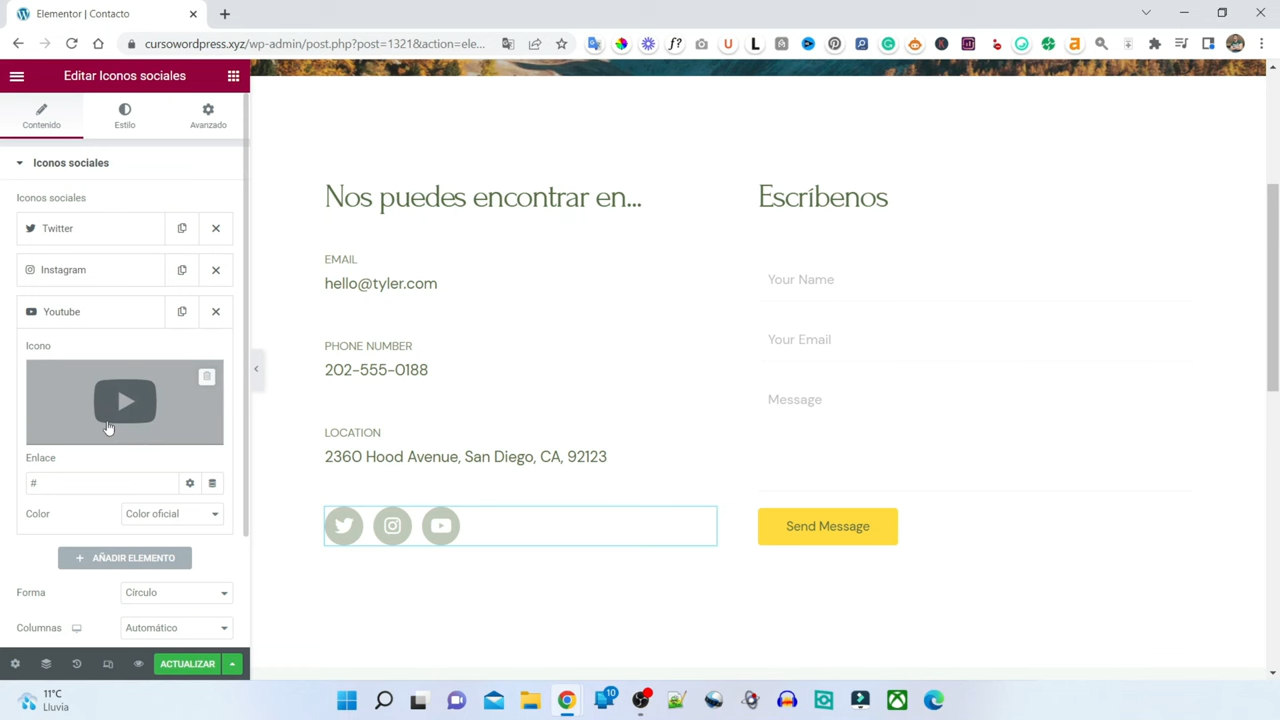 Elementor | Contacto
cursowordpress.xyz/wp-admin/post.php?post=1321&action=ele...
Editar Iconos sociales
Contenido
Estilo
Avanzado
Iconos sociales
Iconos sociales
Twitter
Instagram
Youtube
Icono
Enlace
#
Color
Color oficial
AÑADIR ELEMENTO
Forma
Círculo
Columnas
Automático
ACTUALIZAR
Nos puedes encontrar en...
EMAIL
hello@tyler.com
PHONE NUMBER
202-555-0188
LOCATION
2360 Hood Avenue, San Diego, CA, 92123
Escríbenos
Your Name
Your Email
Message
Send Message
11°C
Lluvia
10